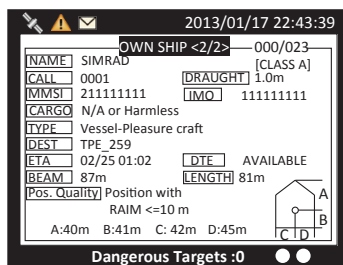 2013/01/17 22:43:39
OWN SHIP <2/2> 000/023
NAME SIMRAD [CLASS A]
CALL 0001 DRAUGHT 1.0m
MMSI 211111111 IMO 111111111
CARGO N/A or Harmless
TYPE Vessel-Pleasure craft
DEST TPE_259
ETA 02/25 01:02 DTE AVAILABLE
BEAM 87m LENGTH 81m
Pos. Quality Position with
RAIM <=10 m
A
B
A:40m B:41m C: 42m D:45m
C D
Dangerous Targets :0